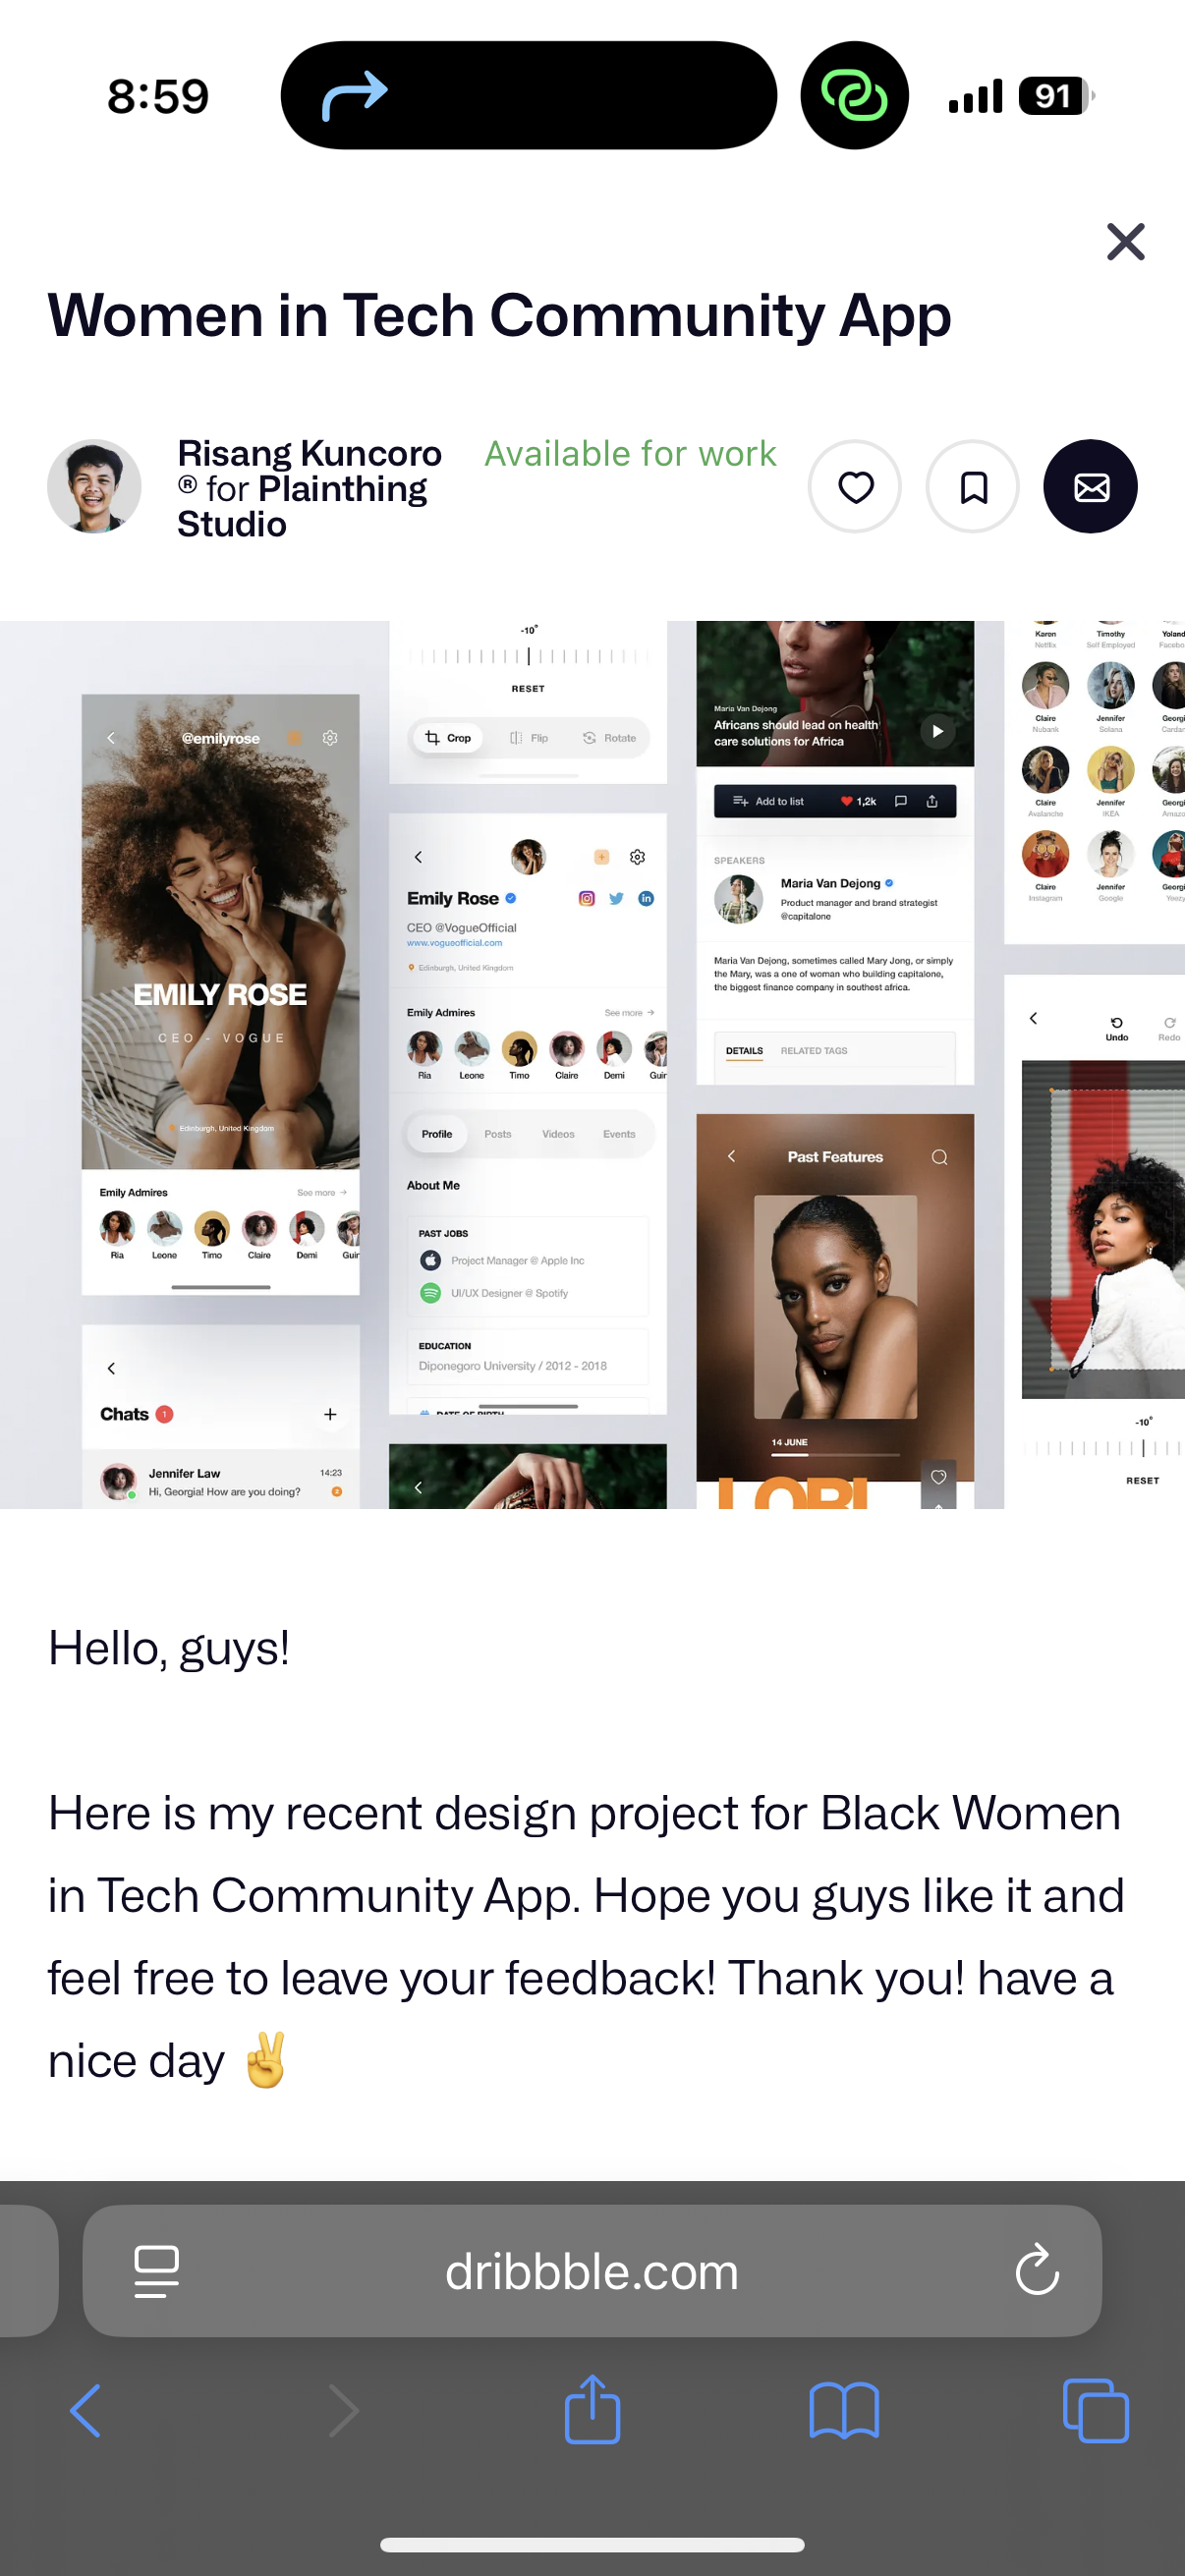 8:59
91
Women in Tech Community App
Risang Kuncoro
® for Plainthing
Studio
Available for work
@emilyrose
EMILY ROSE
CEO - VOGUE
Edinburgh, United Kingdom
Emily Admires
See more →
Ria
Leone
Timo
Claire
Demi
Guir
Chats
1
+
Jennifer Law
14:23
Hi, Georgia! How are you doing?
-10°
RESET
Crop
Flip
Rotate
Emily Rose
in
CEO @VogueOfficial
www.vogueofficial.com
Edinburgh, United Kingdom
Emily Admires
See more →
Ria
Leone
Timo
Claire
Demi
Guir
Profile
Posts
Videos
Events
About Me
PAST JOBS
Project Manager @ Apple Inc
UI/UX Designer @ Spotify
EDUCATION
Diponegoro University / 2012 - 2018
DATE OF BIRTH
Maria Van Dejong
Africans should lead on health
care solutions for Africa
Add to list
1,2k
SPEAKERS
Maria Van Dejong
Product manager and brand strategist
@capitalone
Maria Van Dejong, sometimes called Mary Jong, or simply
the Mary, was a one of woman who building capitalone,
the biggest finance company in southest africa.
DETAILS
RELATED TAGS
Past Features
14 JUNE
Karen
Timothy
Yoland
Netflix
Self Employed
Facebo
Claire
Jennifer
Georgi
Nubank
Solana
Cardan
Claire
Jennifer
Georgi
Avalanche
IKEA
Amazo
Claire
Jennifer
Georgi
Instagram
Google
Yeezy
Undo
Redo
-10°
RESET
Hello, guys!
Here is my recent design project for Black Women
in Tech Community App. Hope you guys like it and
feel free to leave your feedback! Thank you! have a
nice day ✌️
dribbble.com